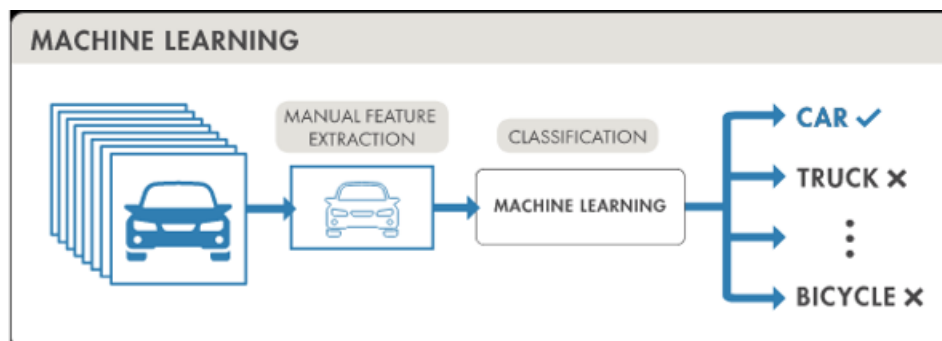 MACHINE LEARNING
MANUAL FEATURE
EXTRACTION
CLASSIFICATION
MACHINE LEARNING
CAR ✓
TRUCK ✕
⋮
BICYCLE ✕